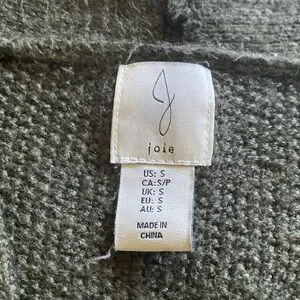 J
joie
US: S
CA:S/P
UK: S
EU: S
AU: S
MADE IN
CHINA